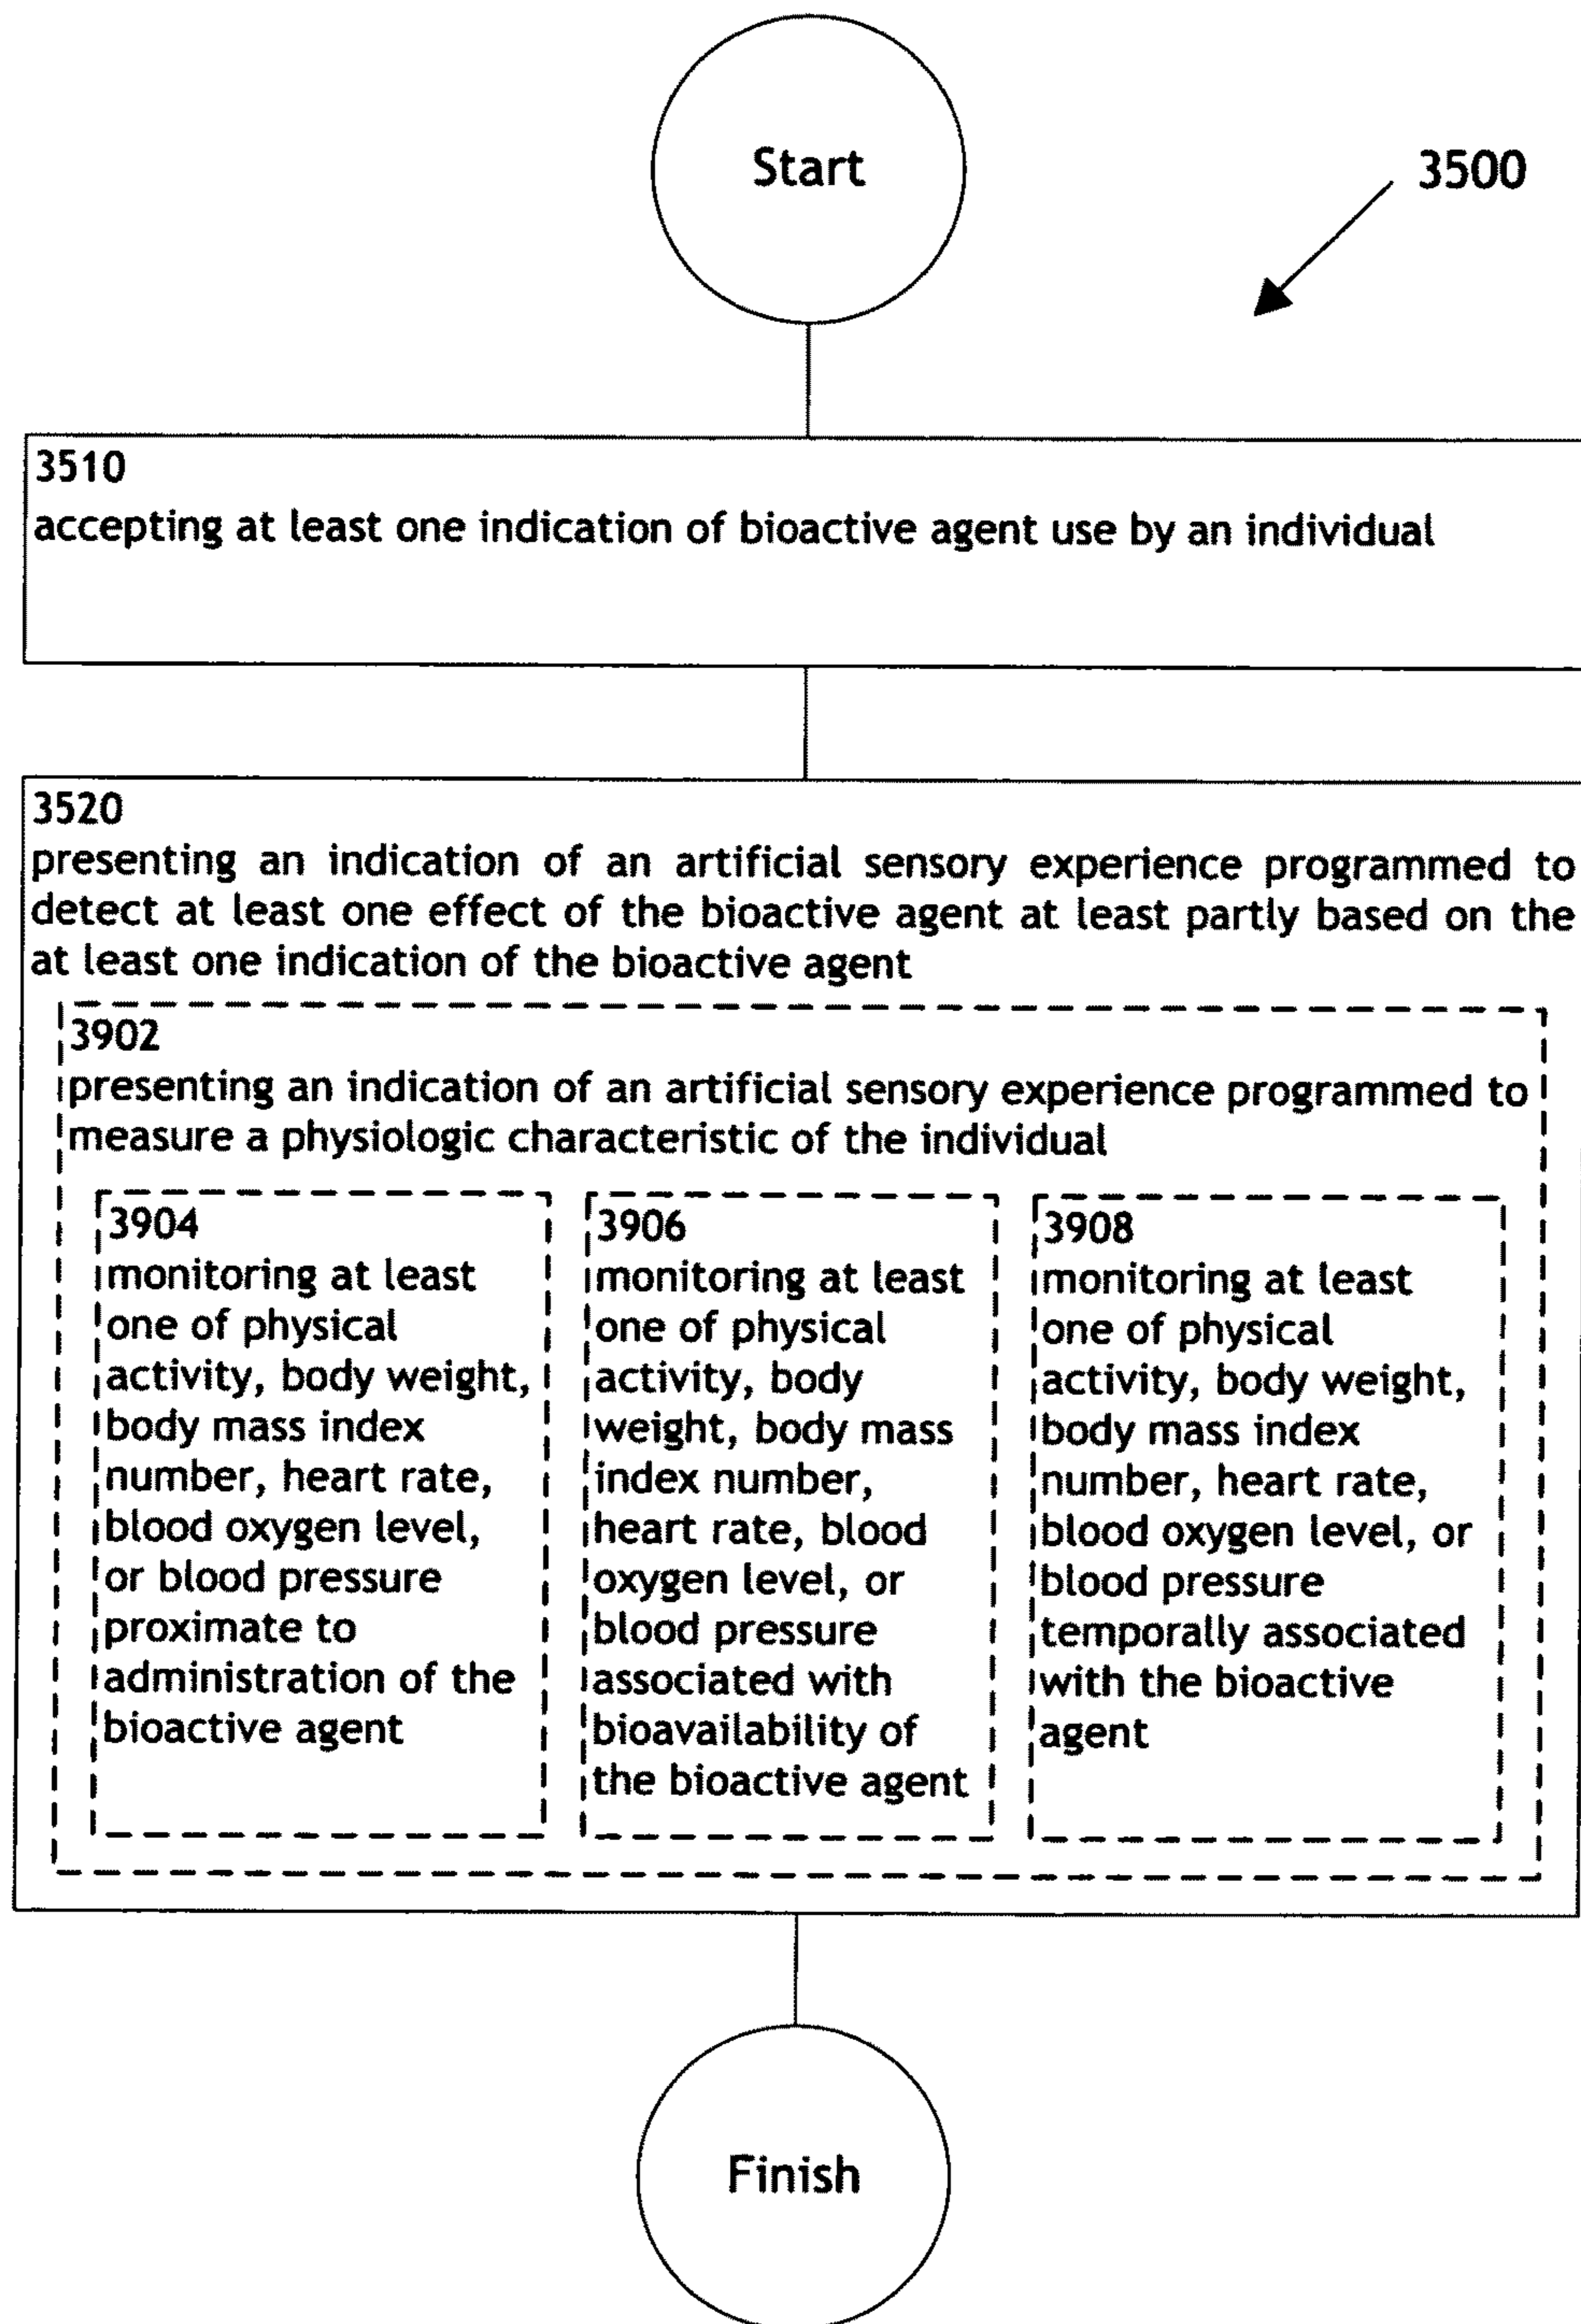 Start
3500
3510
accepting at least one indication of bioactive agent use by an individual
3520
presenting an indication of an artificial sensory experience programmed to
detect at least one effect of the bioactive agent at least partly based on the
at least one indication of the bioactive agent
3902
presenting an indication of an artificial sensory experience programmed to
measure a physiologic characteristic of the individual
3904
monitoring at least
one of physical
activity, body weight,
body mass index
number, heart rate,
blood oxygen level,
or blood pressure
proximate to
administration of the
bioactive agent
3906
monitoring at least
one of physical
activity, body
weight, body mass
index number,
heart rate, blood
oxygen level, or
blood pressure
associated with
bioavailability of
the bioactive agent
3908
monitoring at least
one of physical
activity, body weight,
body mass index
number, heart rate,
blood oxygen level, or
blood pressure
temporally associated
with the bioactive
agent
Finish